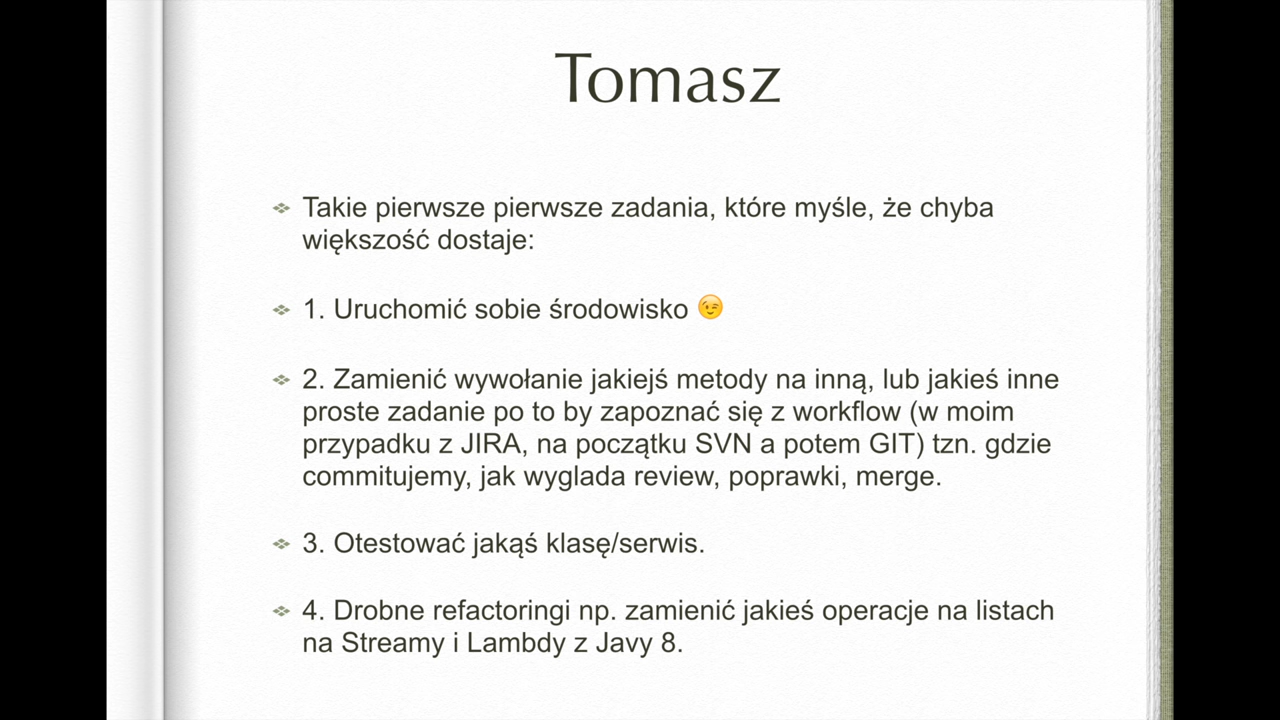 Tomasz
Takie pierwsze pierwsze zadania, które myśle, że chyba
większość dostaje:
1. Uruchomić sobie środowisko 😉
2. Zamienić wywołanie jakiejś metody na inną, lub jakieś inne
proste zadanie po to by zapoznać się z workflow (w moim
przypadku z JIRA, na początku SVN a potem GIT) tzn. gdzie
commitujemy, jak wyglada review, poprawki, merge.
3. Otestować jakąś klasę/serwis.
4. Drobne refactoringi np. zamienić jakieś operacje na listach
na Streamy i Lambdy z Javy 8.